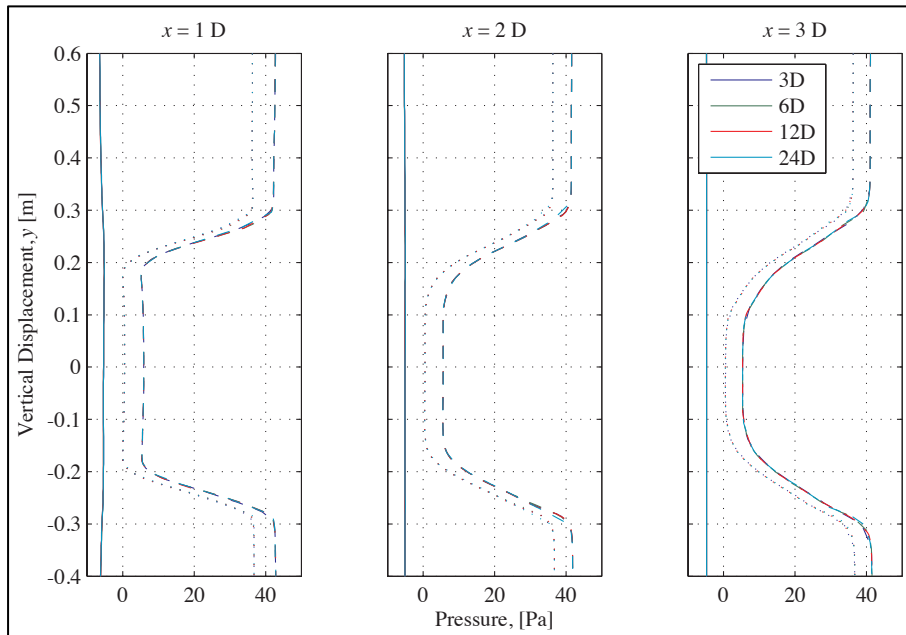 x = 1 D
x = 2 D
x = 3 D
0.6
0.5
0.4
0.3
0.2
0.1
0
-0.1
-0.2
-0.3
-0.4
Vertical Displacement, y [m]
3D
6D
12D
24D
0 20 40
0 20 40
0 20 40
Pressure, [Pa]